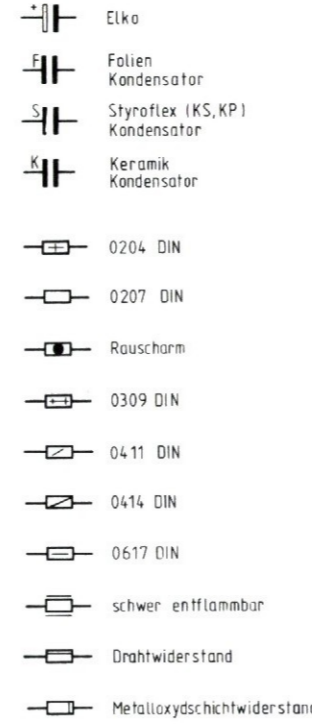 +
Elko
F
Folien
Kondensator
S
Styroflex (KS,KP)
Kondensator
K
Keramik
Kondensator
0204 DIN
0207 DIN
Rauscharm
0309 DIN
0411 DIN
0414 DIN
0617 DIN
schwer entflammbar
Drahtwiderstand
Metalloxydschichtwiderstand